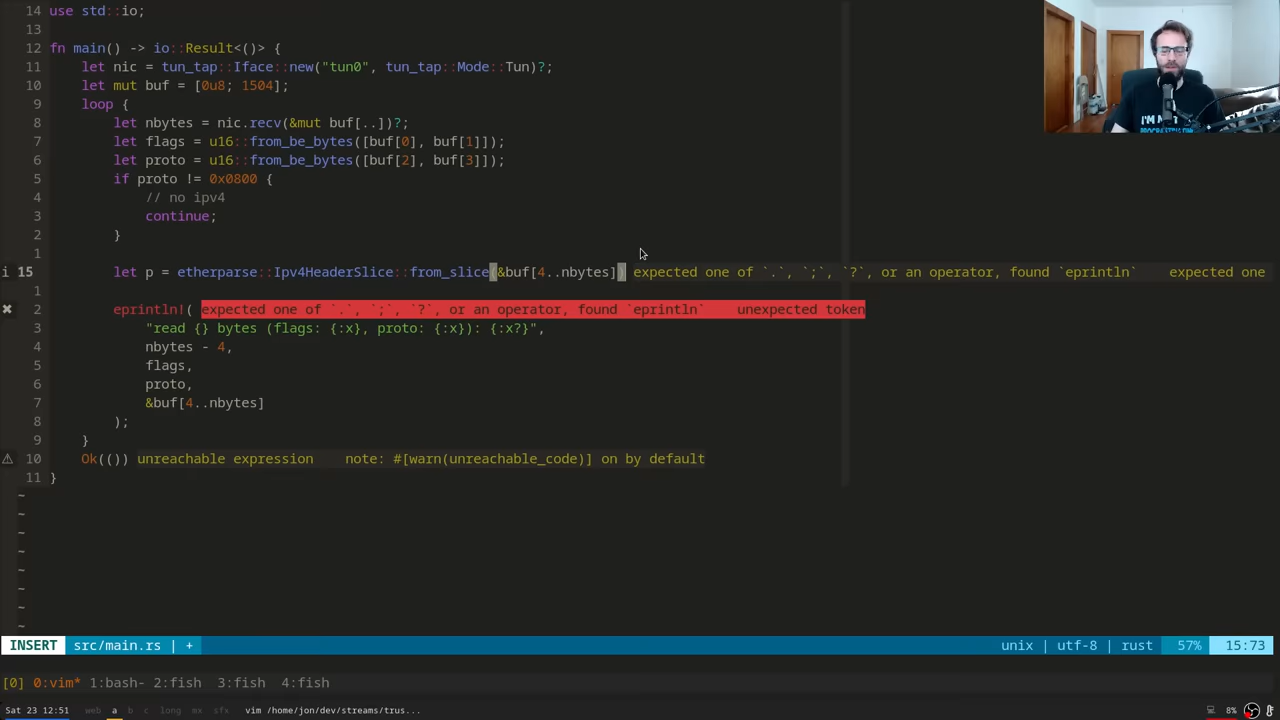 14 use std::io;
13
12 fn main() -> io::Result<()> {
11     let nic = tun_tap::Iface::new("tun0", tun_tap::Mode::Tun)?;
10     let mut buf = [0u8; 1504];
9     loop {
8         let nbytes = nic.recv(&mut buf[..])?;
7         let flags = u16::from_be_bytes([buf[0], buf[1]]);
6         let proto = u16::from_be_bytes([buf[2], buf[3]]);
5         if proto != 0x0800 {
4             // no ipv4
3             continue;
2         }
1
i 15         let p = etherparse::Ipv4HeaderSlice::from_slice(&buf[4..nbytes]) expected one of `.`, `;`, `?`, or an operator, found `eprintln`    expected one
1
✖ 2         eprintln!( expected one of `.`, `;`, `?`, or an operator, found `eprintln`    unexpected token
3             "read {} bytes (flags: {:x}, proto: {:x}): {:x?}",
4             nbytes - 4,
5             flags,
6             proto,
7             &buf[4..nbytes]
8         );
9     }
⚠ 10     Ok(()) unreachable expression    note: #[warn(unreachable_code)] on by default
11 }
~
~
~
~
~
~
~
~
INSERT src/main.rs | + unix | utf-8 | rust 57% 15:73
[0] 0:vim* 1:bash- 2:fish 3:fish 4:fish
Sat 23 12:51 web a b c long mx sfx vim /home/jon/dev/streams/trus... 8%